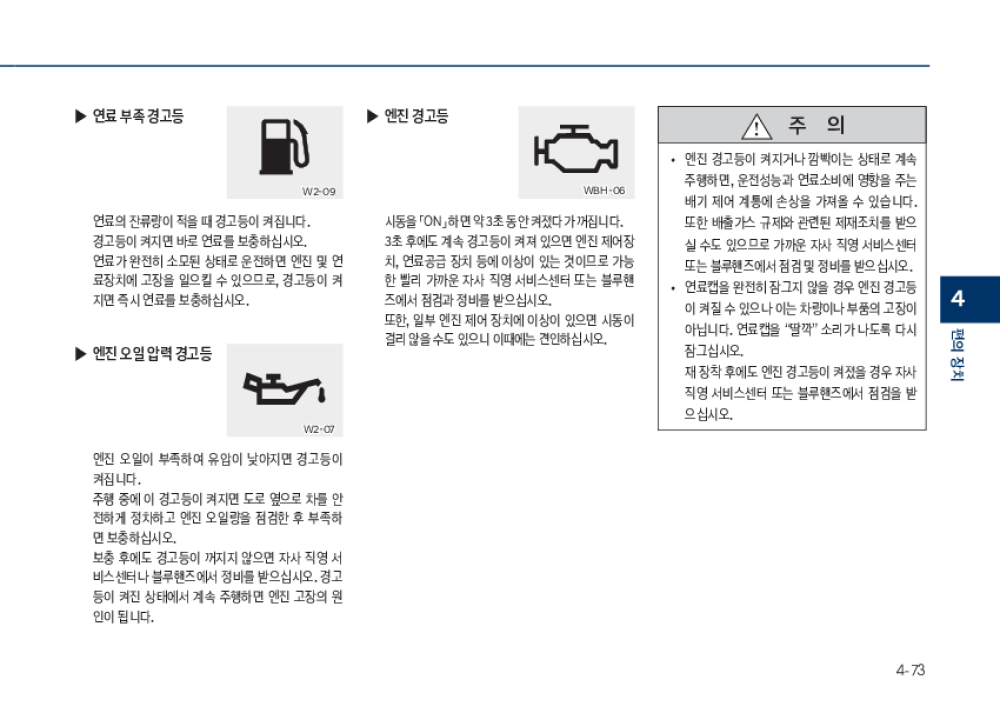 ▶ 연료 부족 경고등
W2-09
연료의 잔류량이 적을 때 경고등이 켜집니다.
경고등이 켜지면 바로 연료를 보충하십시오.
연료가 완전히 소모된 상태로 운전하면 엔진 및 연
료장치에 고장을 일으킬 수 있으므로, 경고등이 켜
지면 즉시 연료를 보충하십시오.
▶ 엔진 오일 압력 경고등
W2-07
엔진 오일이 부족하여 유압이 낮아지면 경고등이
켜집니다.
주행 중에 이 경고등이 켜지면 도로 옆으로 차를 안
전하게 정차하고 엔진 오일량을 점검한 후 부족하
면 보충하십시오.
보충 후에도 경고등이 꺼지지 않으면 자사 직영 서
비스센터나 블루핸즈에서 정비를 받으십시오. 경고
등이 켜진 상태에서 계속 주행하면 엔진 고장의 원
인이 됩니다.
▶ 엔진 경고등
WBH-06
시동을 「ON」하면 약 3초 동안 켜졌다가 꺼집니다.
3초 후에도 계속 경고등이 켜져 있으면 엔진 제어장
치, 연료공급 장치 등에 이상이 있는 것이므로 가능
한 빨리 가까운 자사 직영 서비스센터 또는 블루핸
즈에서 점검과 정비를 받으십시오.
또한, 일부 엔진 제어 장치에 이상이 있으면 시동이
걸리 않을 수도 있으니 이때에는 견인하십시오.
주 의
• 엔진 경고등이 켜지거나 깜박이는 상태로 계속
주행하면, 운전성능과 연료소비에 영향을 주는
배기 제어 계통에 손상을 가져올 수 있습니다.
또한 배출가스 규제와 관련된 제재조치를 받으
실 수도 있으므로 가까운 자사 직영 서비스센터
또는 블루핸즈에서 점검 및 정비를 받으십시오.
• 연료캡을 완전히 잠그지 않을 경우 엔진 경고등
이 켜질 수 있으나 이는 차량이나 부품의 고장이
아닙니다. 연료캡을 “딸깍” 소리가 나도록 다시
잠그십시오.
재 장착 후에도 엔진 경고등이 켜졌을 경우 자사
직영 서비스센터 또는 블루핸즈에서 점검을 받
으십시오.
4
편의 장치
4-73